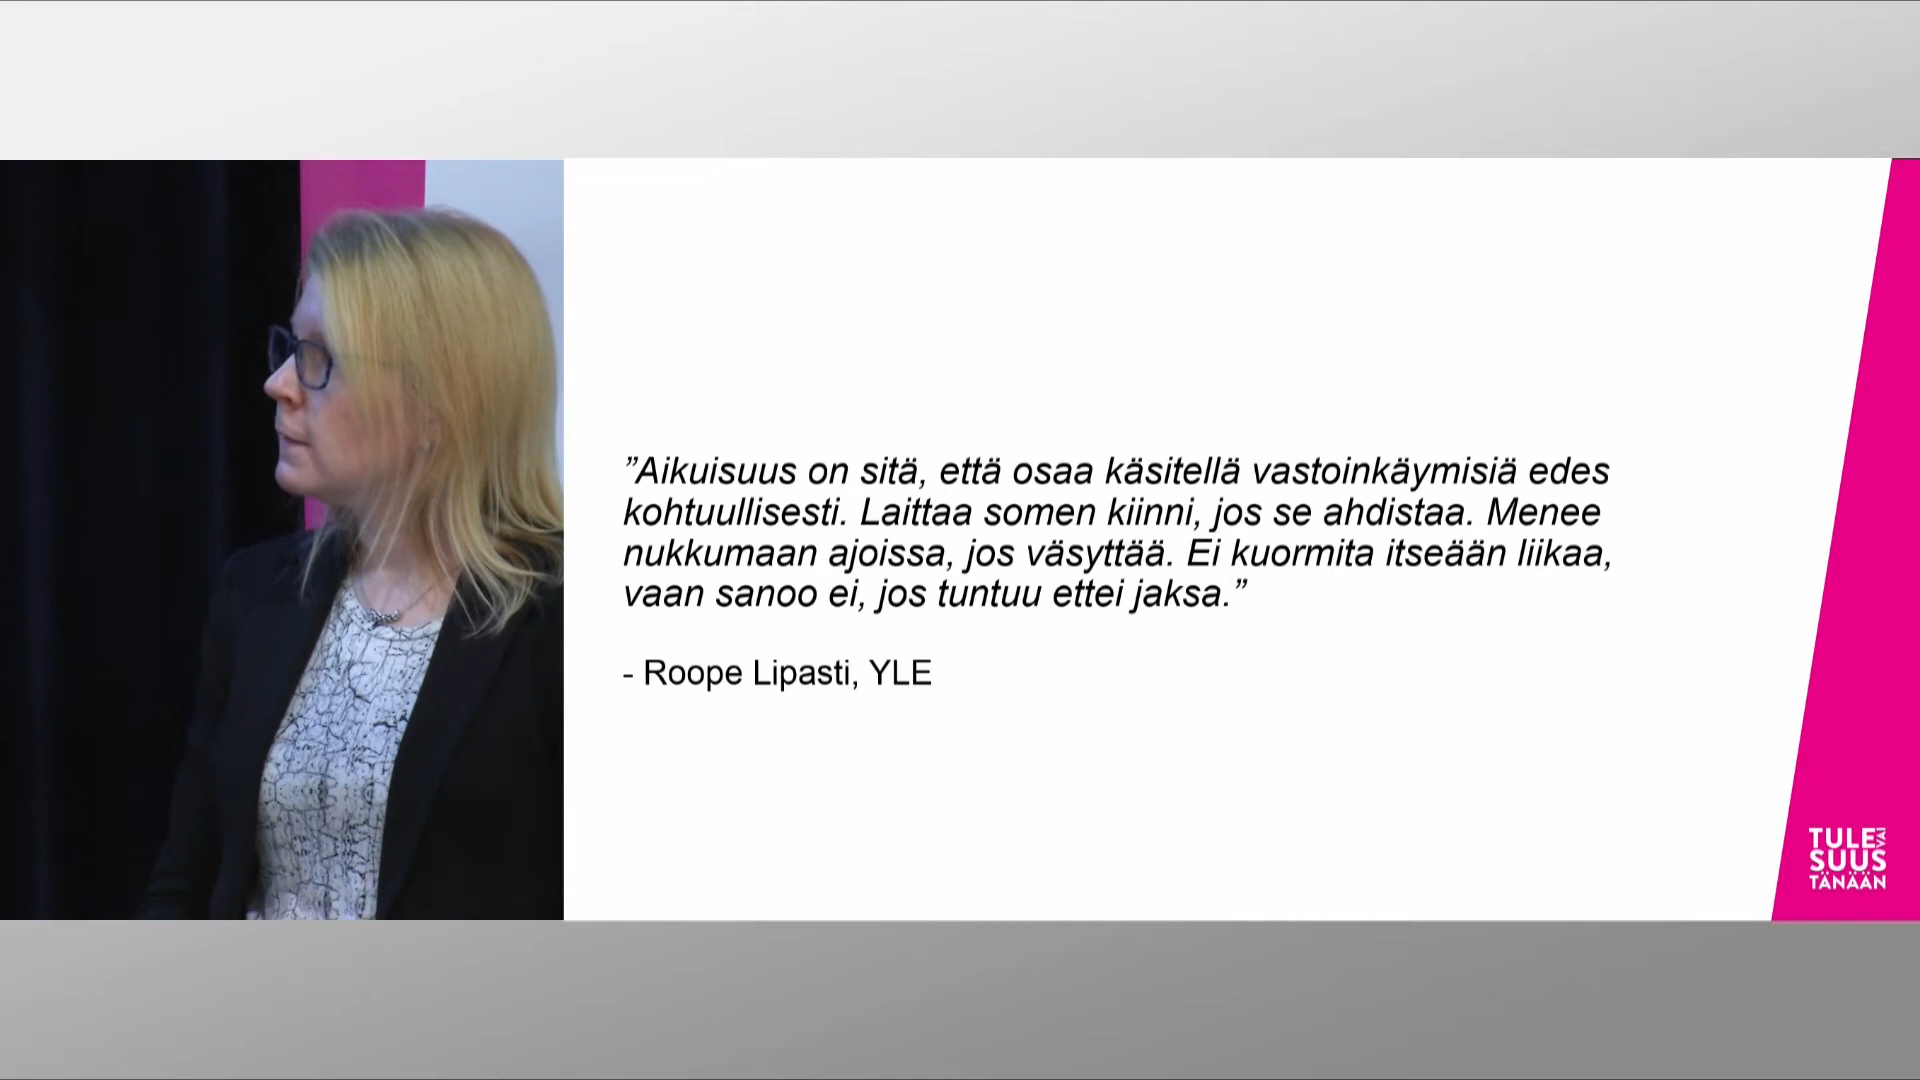 ”Aikuisuus on sitä, että osaa käsitellä vastoinkäymisiä edes
kohtuullisesti. Laittaa somen kiinni, jos se ahdistaa. Menee
nukkumaan ajoissa, jos väsyttää. Ei kuormita itseään liikaa,
vaan sanoo ei, jos tuntuu ettei jaksa.”
- Roope Lipasti, YLE
TULEVAI
SUUS
TÄNÄÄN